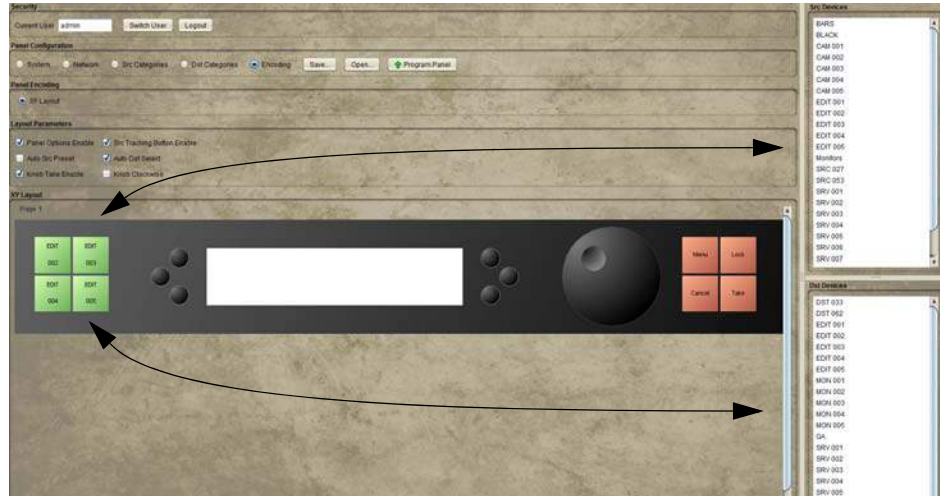 Security
Current User admin Switch User Logout
Panel Configuration
System Network Src Categories Dst Categories Encoding Save... Open... Program Panel
Panel Encoding
XY Layout
Layout Parameters
Panel Options Enable Src Tracking Button Enable
Auto Src Preset Auto Dst Select
Knob Take Enable Knob Clockwise
XY Layout
Page 1
EDIT 002
EDIT 003
EDIT 004
EDIT 005
Menu
Lock
Cancel
Take
Src Devices
BARS
BLACK
CAM 001
CAM 002
CAM 003
CAM 004
CAM 005
EDIT 001
EDIT 002
EDIT 003
EDIT 004
EDIT 005
Monitors
SRC 027
SRC 053
SRV 001
SRV 002
SRV 003
SRV 004
SRV 005
SRV 006
SRV 007
Dst Devices
DST 033
DST 062
EDIT 001
EDIT 002
EDIT 003
EDIT 004
EDIT 005
MON 001
MON 002
MON 003
MON 004
MON 005
QA
SRV 001
SRV 002
SRV 003
SRV 004
SRV 005